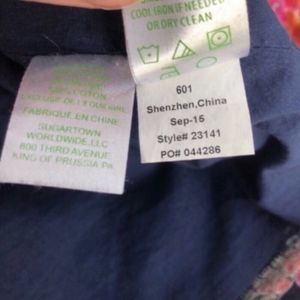 COOL IRON IF NEEDED
OR DRY CLEAN
COTON
FABRIQUE EN CHINE
SUGARTOWN
WORLDWIDE, LLC
800 THIRD AVENUE
KING OF PRUSSIA PA
601
Shenzhen,China
Sep-15
Style# 23141
PO# 044286